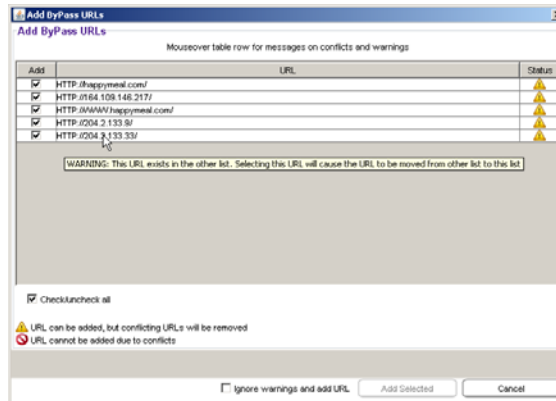 Add ByPass URLs
Add ByPass URLs
Mouseover table row for messages on conflicts and warnings
Add URL Status
HTTP://happymeal.com/
HTTP://164.109.146.217/
HTTP://WWW.happymeal.com/
HTTP://204.2.133.9/
HTTP://204.2.133.33/
WARNING: This URL exists in the other list. Selecting this URL will cause the URL to be moved from other list to this list
Check/uncheck all
URL can be added, but conflicting URLs will be removed
URL cannot be added due to conflicts
Ignore warnings and add URL Add Selected Cancel